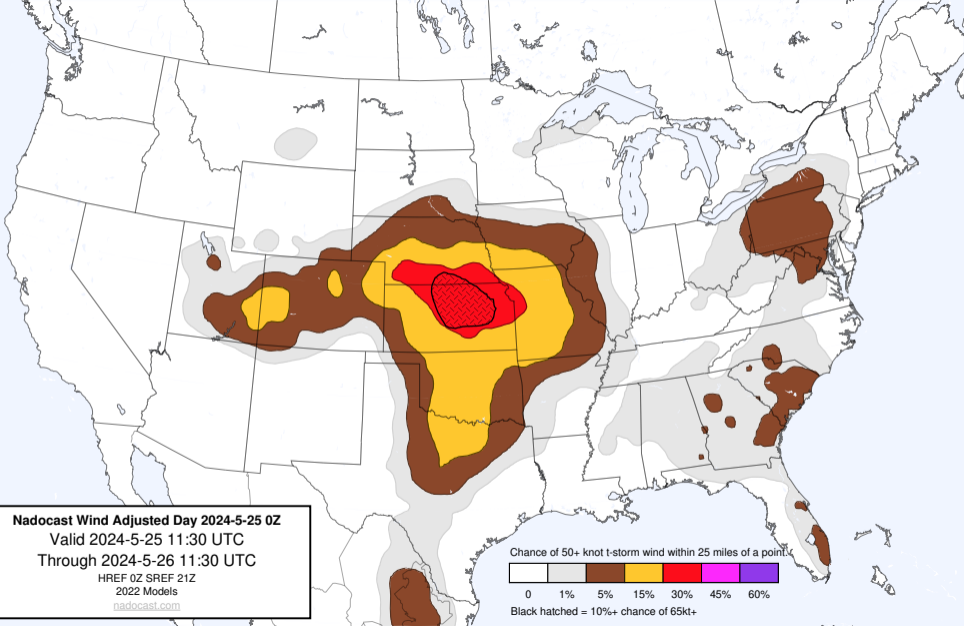 Nadocast Wind Adjusted Day 2024-5-25 0Z
Valid 2024-5-25 11:30 UTC
Through 2024-5-26 11:30 UTC
HREF 0Z SREF 21Z
2022 Models
nadocast.com
Chance of 50+ knot t-storm wind within 25 miles of a point.
0 1% 5% 15% 30% 45% 60%
Black hatched = 10%+ chance of 65kt+